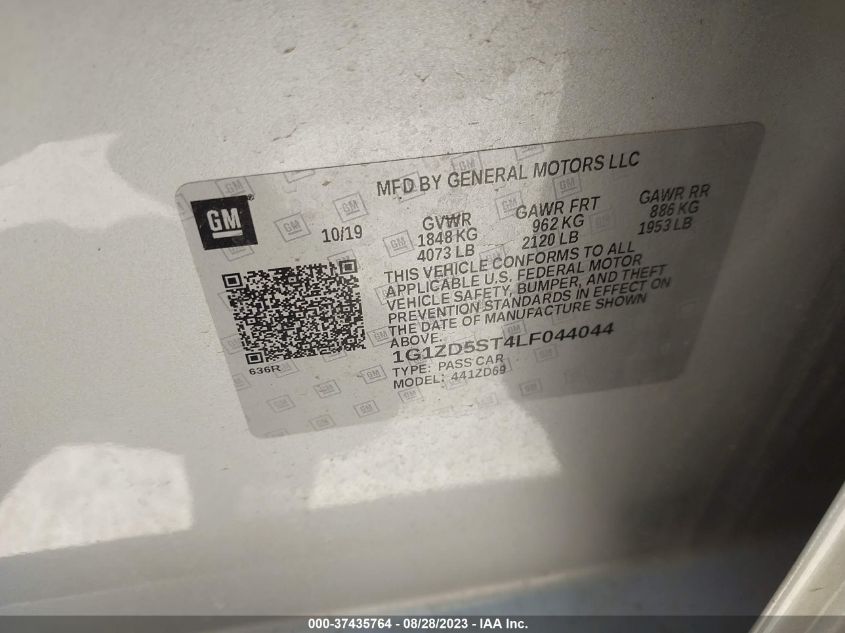 MFD BY GENERAL MOTORS LLC
GM ®
10/19
GVWR
1848 KG
4073 LB
GAWR FRT
962 KG
2120 LB
GAWR RR
886 KG
1953 LB
THIS VEHICLE CONFORMS TO ALL
APPLICABLE U.S. FEDERAL MOTOR
VEHICLE SAFETY, BUMPER, AND THEFT
PREVENTION STANDARDS IN EFFECT ON
THE DATE OF MANUFACTURE SHOWN
ABOVE.
1G1ZD5ST4LF044044
TYPE: PASS CAR
MODEL: 441ZD69
636R
000-37435764 - 08/28/2023 - IAA Inc.